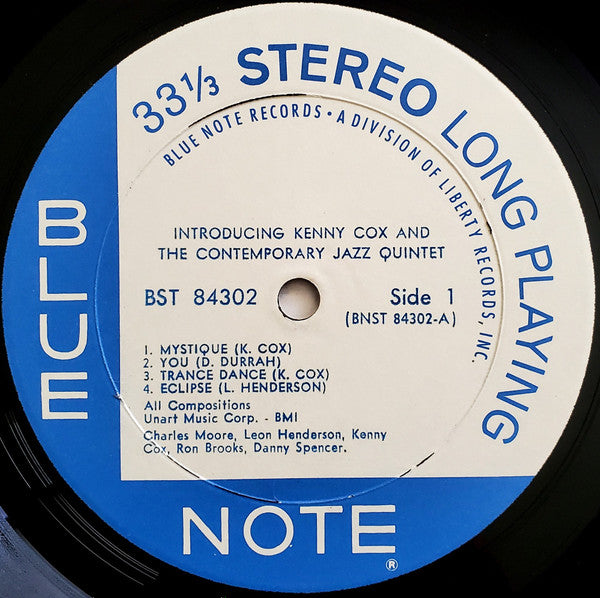 33⅓ STEREO LONG PLAYING
BLUE NOTE RECORDS • A DIVISION OF LIBERTY RECORDS, INC.
INTRODUCING KENNY COX AND
THE CONTEMPORARY JAZZ QUINTET
BST 84302
Side 1
(BNST 84302-A)
1. MYSTIQUE (K. COX)
2. YOU (D. DURRAH)
3. TRANCE DANCE (K. COX)
4. ECLIPSE (L. HENDERSON)
All Compositions
Unart Music Corp. - BMI
Charles Moore, Leon Henderson, Kenny
Cox, Ron Brooks, Danny Spencer.
BLUE
NOTE®